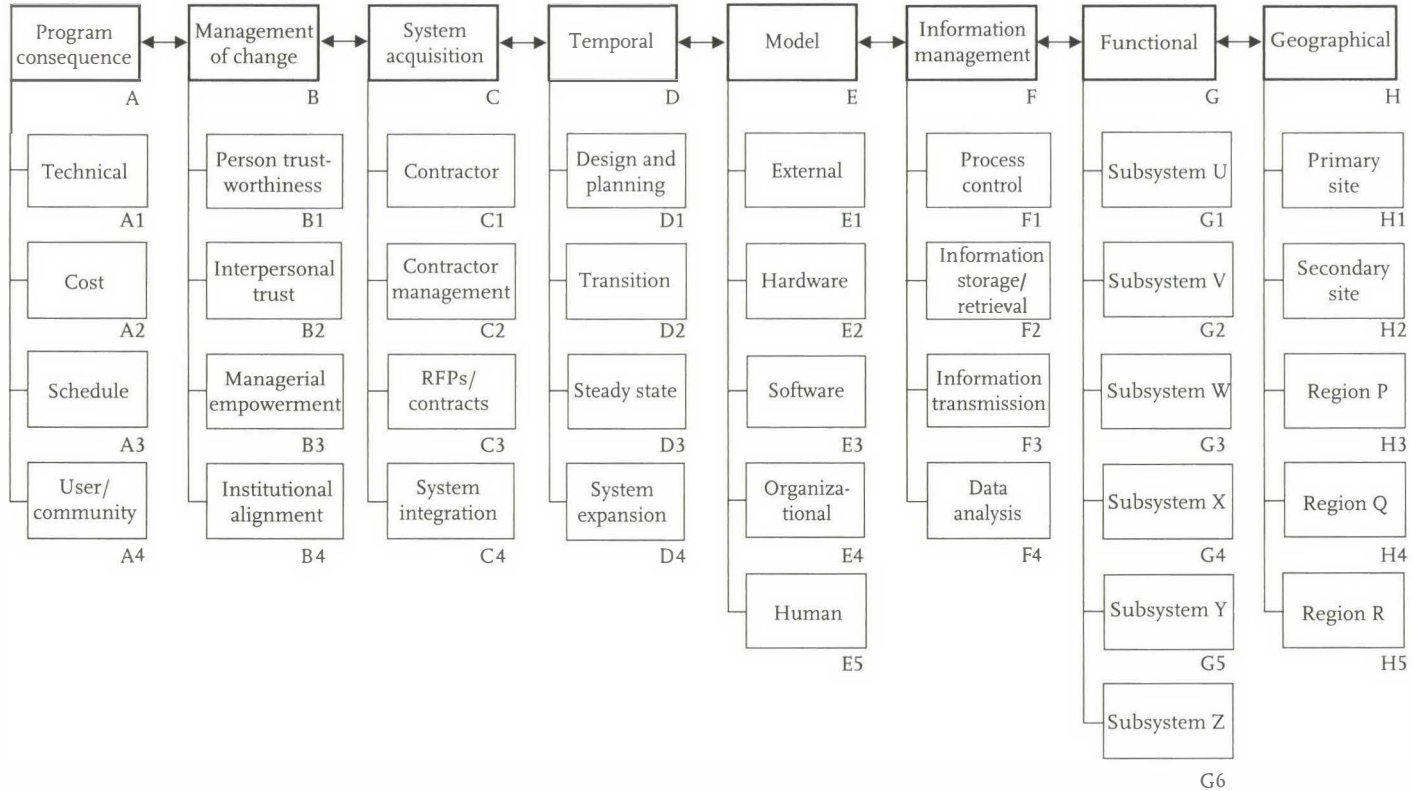 Program
consequence
A
Management
of change
B
System
acquisition
C
Temporal
D
Model
E
Information
management
F
Functional
G
Geographical
H
Technical
A1
Cost
A2
Schedule
A3
User/
community
A4
Person trust-
worthiness
B1
Interpersonal
trust
B2
Managerial
empowerment
B3
Institutional
alignment
B4
Contractor
C1
Contractor
management
C2
RFPs/
contracts
C3
System
integration
C4
Design and
planning
D1
Transition
D2
Steady state
D3
System
expansion
D4
External
E1
Hardware
E2
Software
E3
Organiza-
tional
E4
Human
E5
Process
control
F1
Information
storage/
retrieval
F2
Information
transmission
F3
Data
analysis
F4
Subsystem U
G1
Subsystem V
G2
Subsystem W
G3
Subsystem X
G4
Subsystem Y
G5
Subsystem Z
G6
Primary
site
H1
Secondary
site
H2
Region P
H3
Region Q
H4
Region R
H5